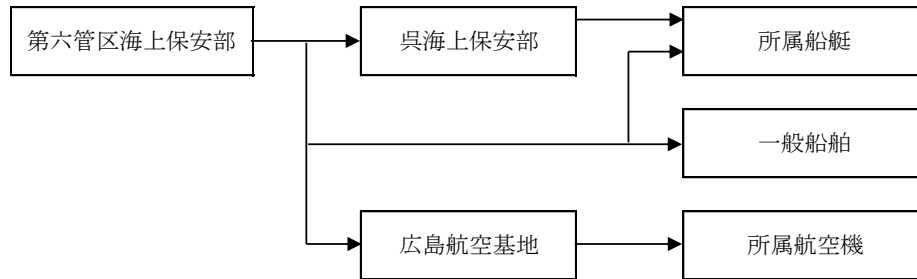 第六管区海上保安部
呉海上保安部
所属船艇
一般船舶
広島航空基地
所属航空機